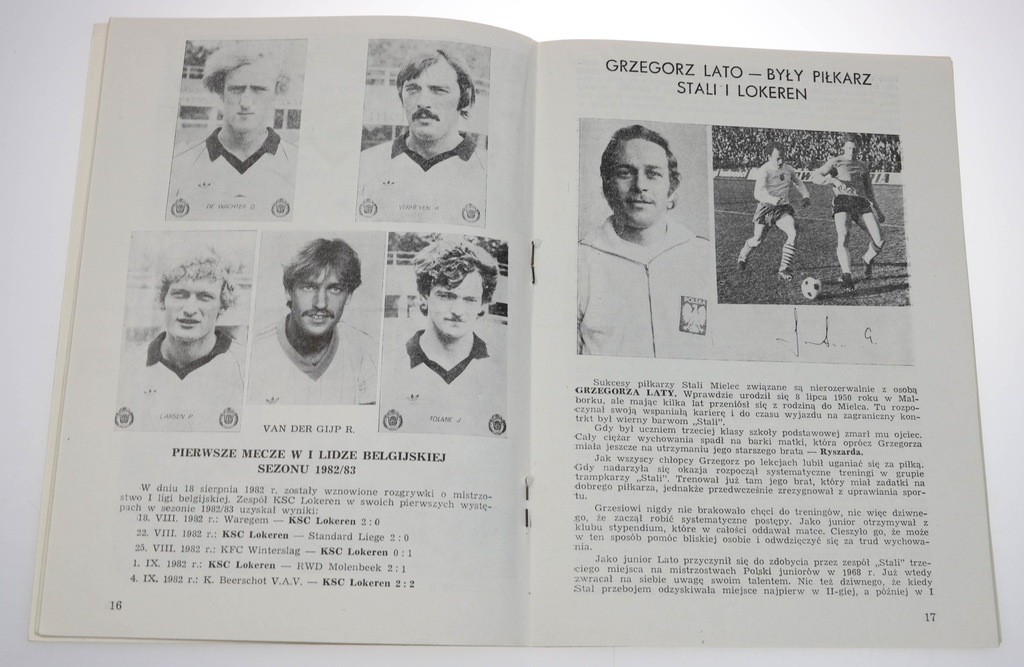 DE WACHTER D.
VERHEYEN R.
LARSEN P.
VAN DER GIJP R.
TOLMIE J.
PIERWSZE MECZE W I LIDZE BELGIJSKIEJ
SEZONU 1982/83
W dniu 18 sierpnia 1982 r. zostały wznowione rozgrywki o mistrzo-
stwo I ligi belgijskiej. Zespół KSC Lokeren w swoich pierwszych wystę-
pach w sezonie 1982/83 uzyskał wyniki:
18. VIII. 1982 r.: Waregem — KSC Lokeren 2 : 0
22. VIII. 1982 r.: KSC Lokeren — Standard Liege 2 : 0
25. VIII. 1982 r.: KFC Winterslag — KSC Lokeren 0 : 1
1. IX. 1982 r.: KSC Lokeren — RWD Molenbeek 2 : 1
4. IX. 1982 r.: K. Beerschot V.A.V. — KSC Lokeren 2 : 2
16
GRZEGORZ LATO — BYŁY PIŁKARZ
STALI I LOKEREN
POLSKA
Sukcesy piłkarzy Stali Mielec związane są nierozerwalnie z osobą
GRZEGORZA LATY. Wprawdzie urodził się 8 lipca 1950 roku w Mal-
borku, ale mając kilka lat przeniósł się z rodziną do Mielca. Tu rozpo-
czynał swoją wspaniałą karierę i do czasu wyjazdu na zagraniczny kon-
trakt był wierny barwom „Stali".
Gdy był uczniem trzeciej klasy szkoły podstawowej zmarł mu ojciec.
Cały ciężar wychowania spadł na barki matki, która oprócz Grzegorza
miała jeszcze na utrzymaniu jego starszego brata — Ryszarda.
Jak wszyscy chłopcy Grzegorz po lekcjach lubił uganiać się za piłką.
Gdy nadarzyła się okazja rozpoczął systematyczne treningi w grupie
trampkarzy „Stali". Trenował już tam jego brat, który miał zadatki na
dobrego piłkarza, jednakże przedwcześnie zrezygnował z uprawiania spor-
tu.
Grzesiowi nigdy nie brakowało chęci do treningów, nic więc dziwne-
go, że zaczął robić systematyczne postępy. Jako junior otrzymywał z
klubu stypendium, które w całości oddawał matce. Cieszyło go, że może
w ten sposób pomóc bliskiej osobie i odwdzięczyć się za trud wychowa-
nia.
Jako junior Lato przyczynił się do zdobycia przez zespół „Stali" trze-
ciego miejsca na mistrzostwach Polski juniorów w 1968 r. Już wtedy
zwracał na siebie uwagę swoim talentem. Nic też dziwnego, że kiedy
Stal przebojem odzyskiwała miejsce najpierw w II-giej, a później w I
17